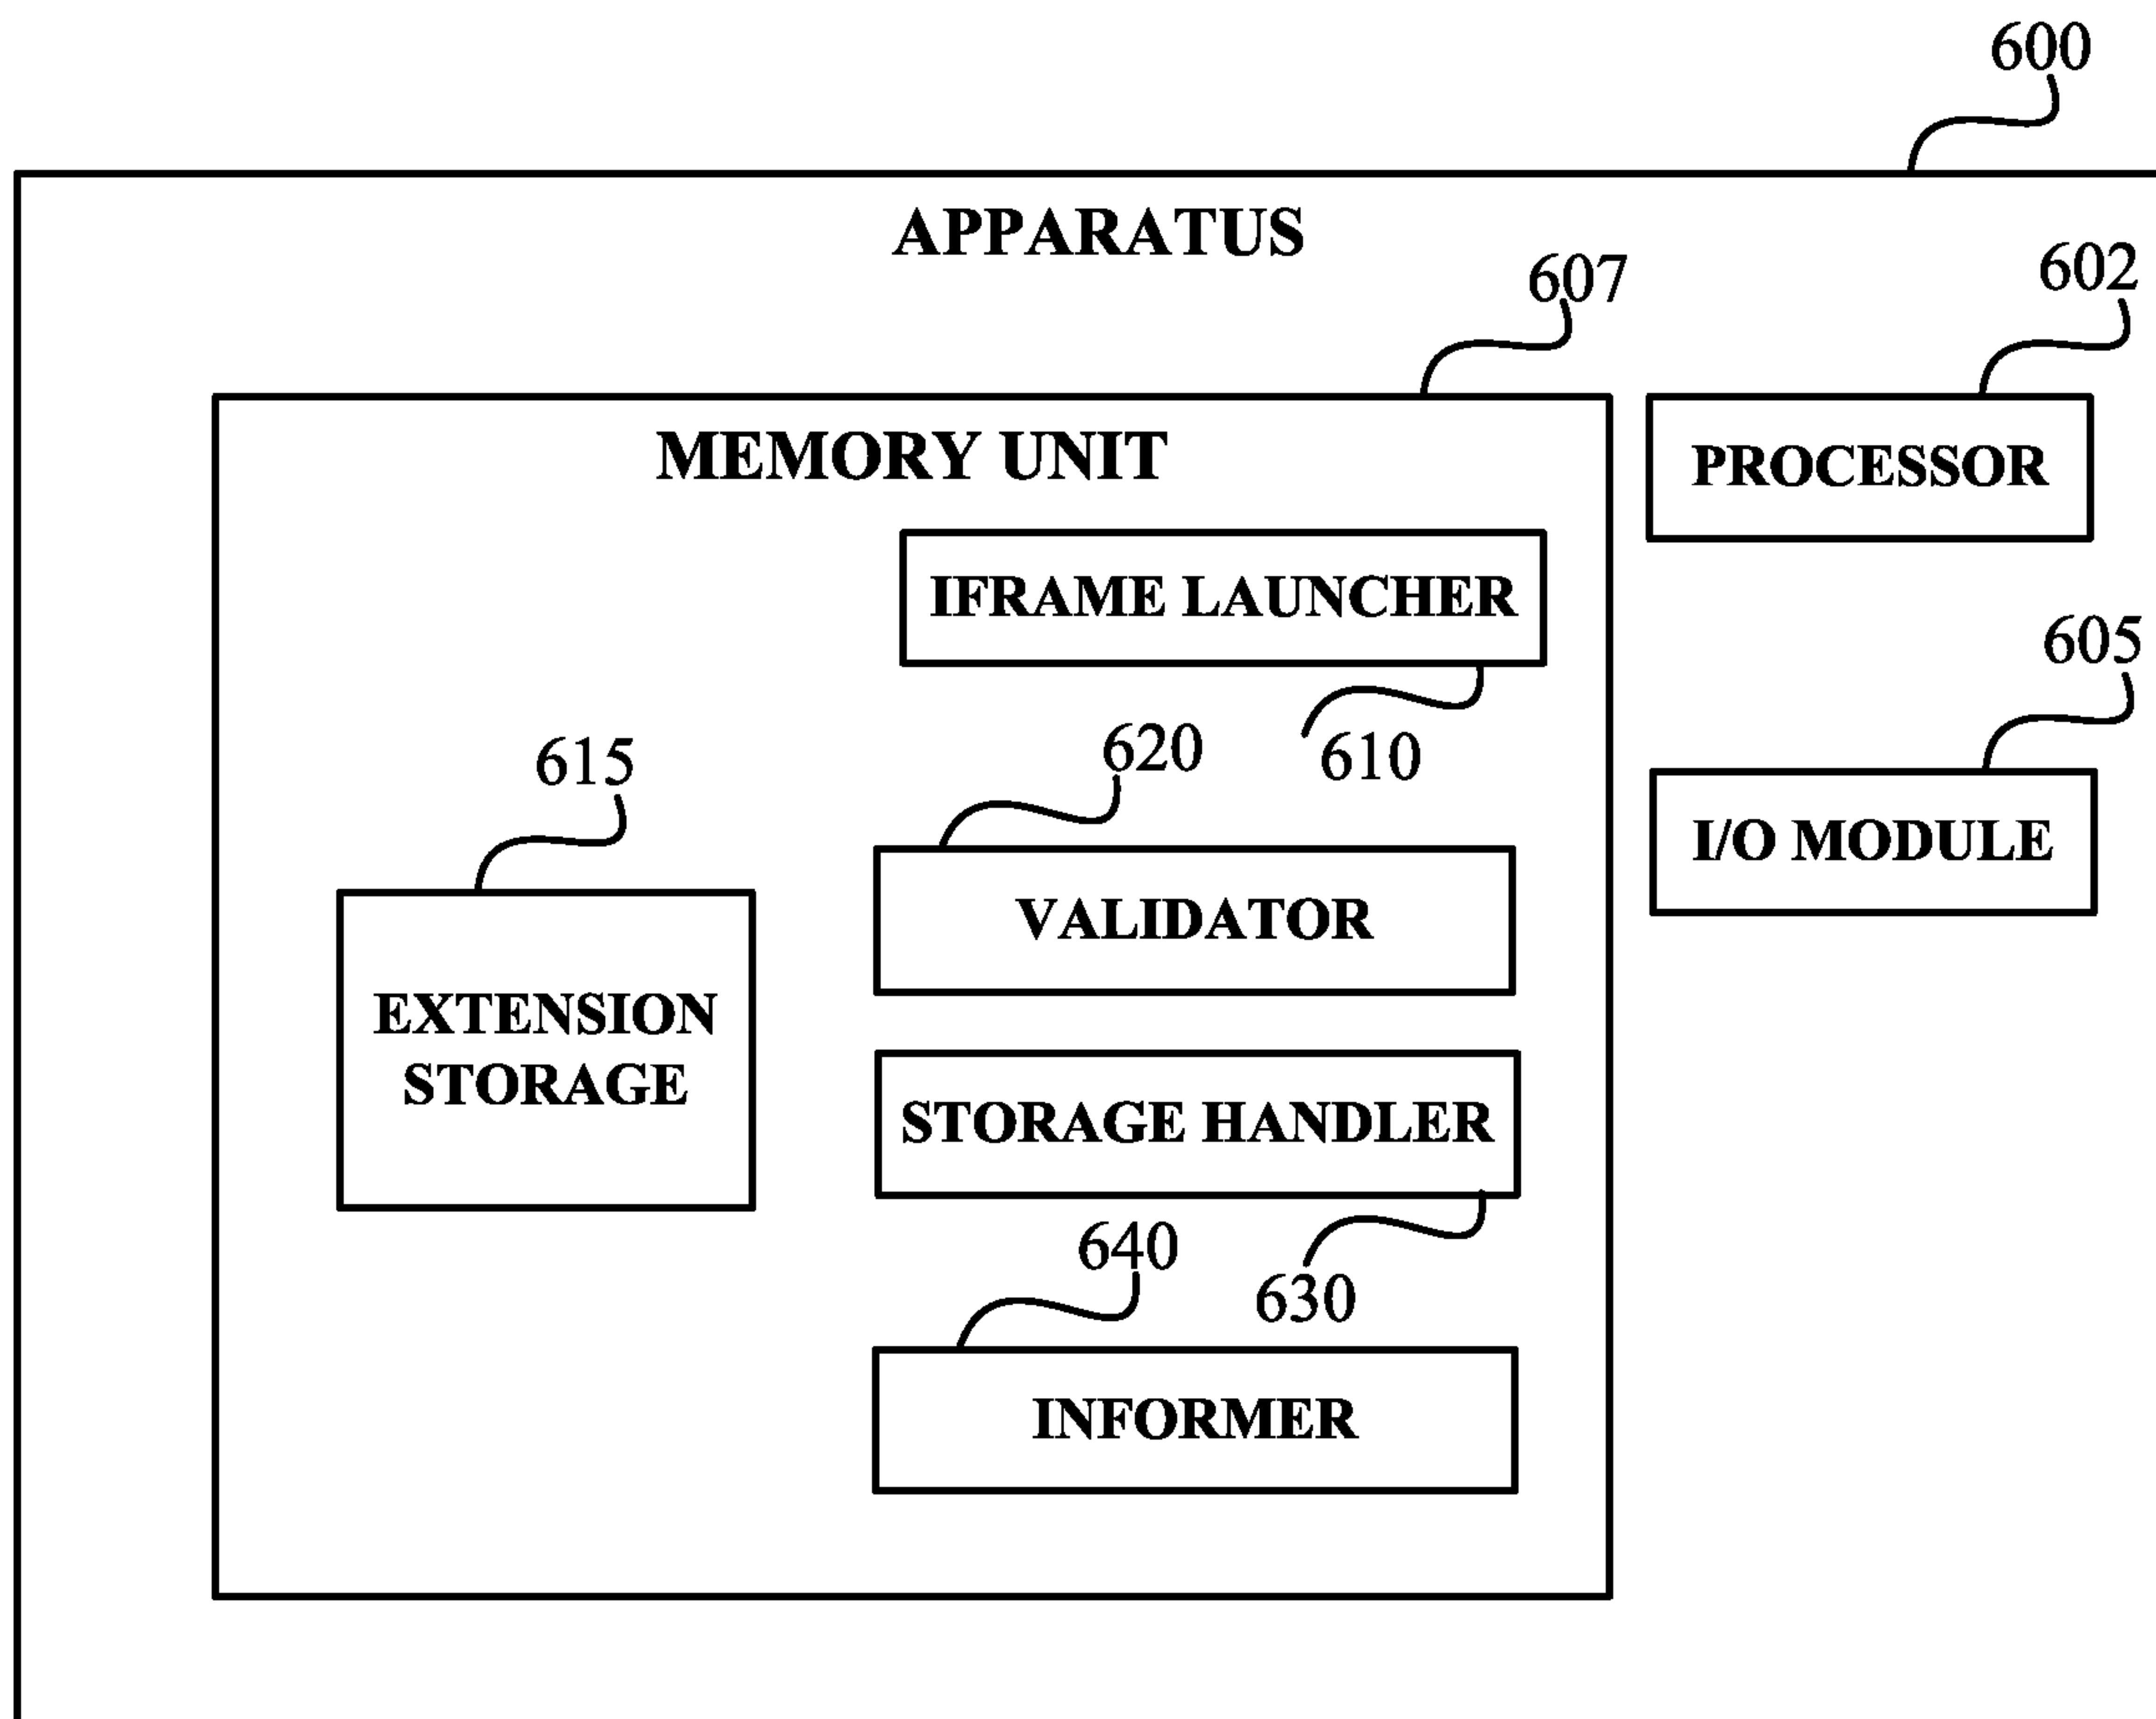 600
APPARATUS
607
602
MEMORY UNIT
PROCESSOR
IFRAME LAUNCHER
605
610
620
615
I/O MODULE
VALIDATOR
EXTENSION
STORAGE
STORAGE HANDLER
640
630
INFORMER